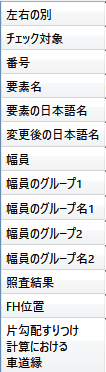 左右の別
チェック対象
番号
要素名
要素の日本語名
変更後の日本語名
幅員
幅員のグループ1
幅員のグループ名1
幅員のグループ2
幅員のグループ名2
照査結果
FH位置
片勾配すりつけ
計算における
車道縁